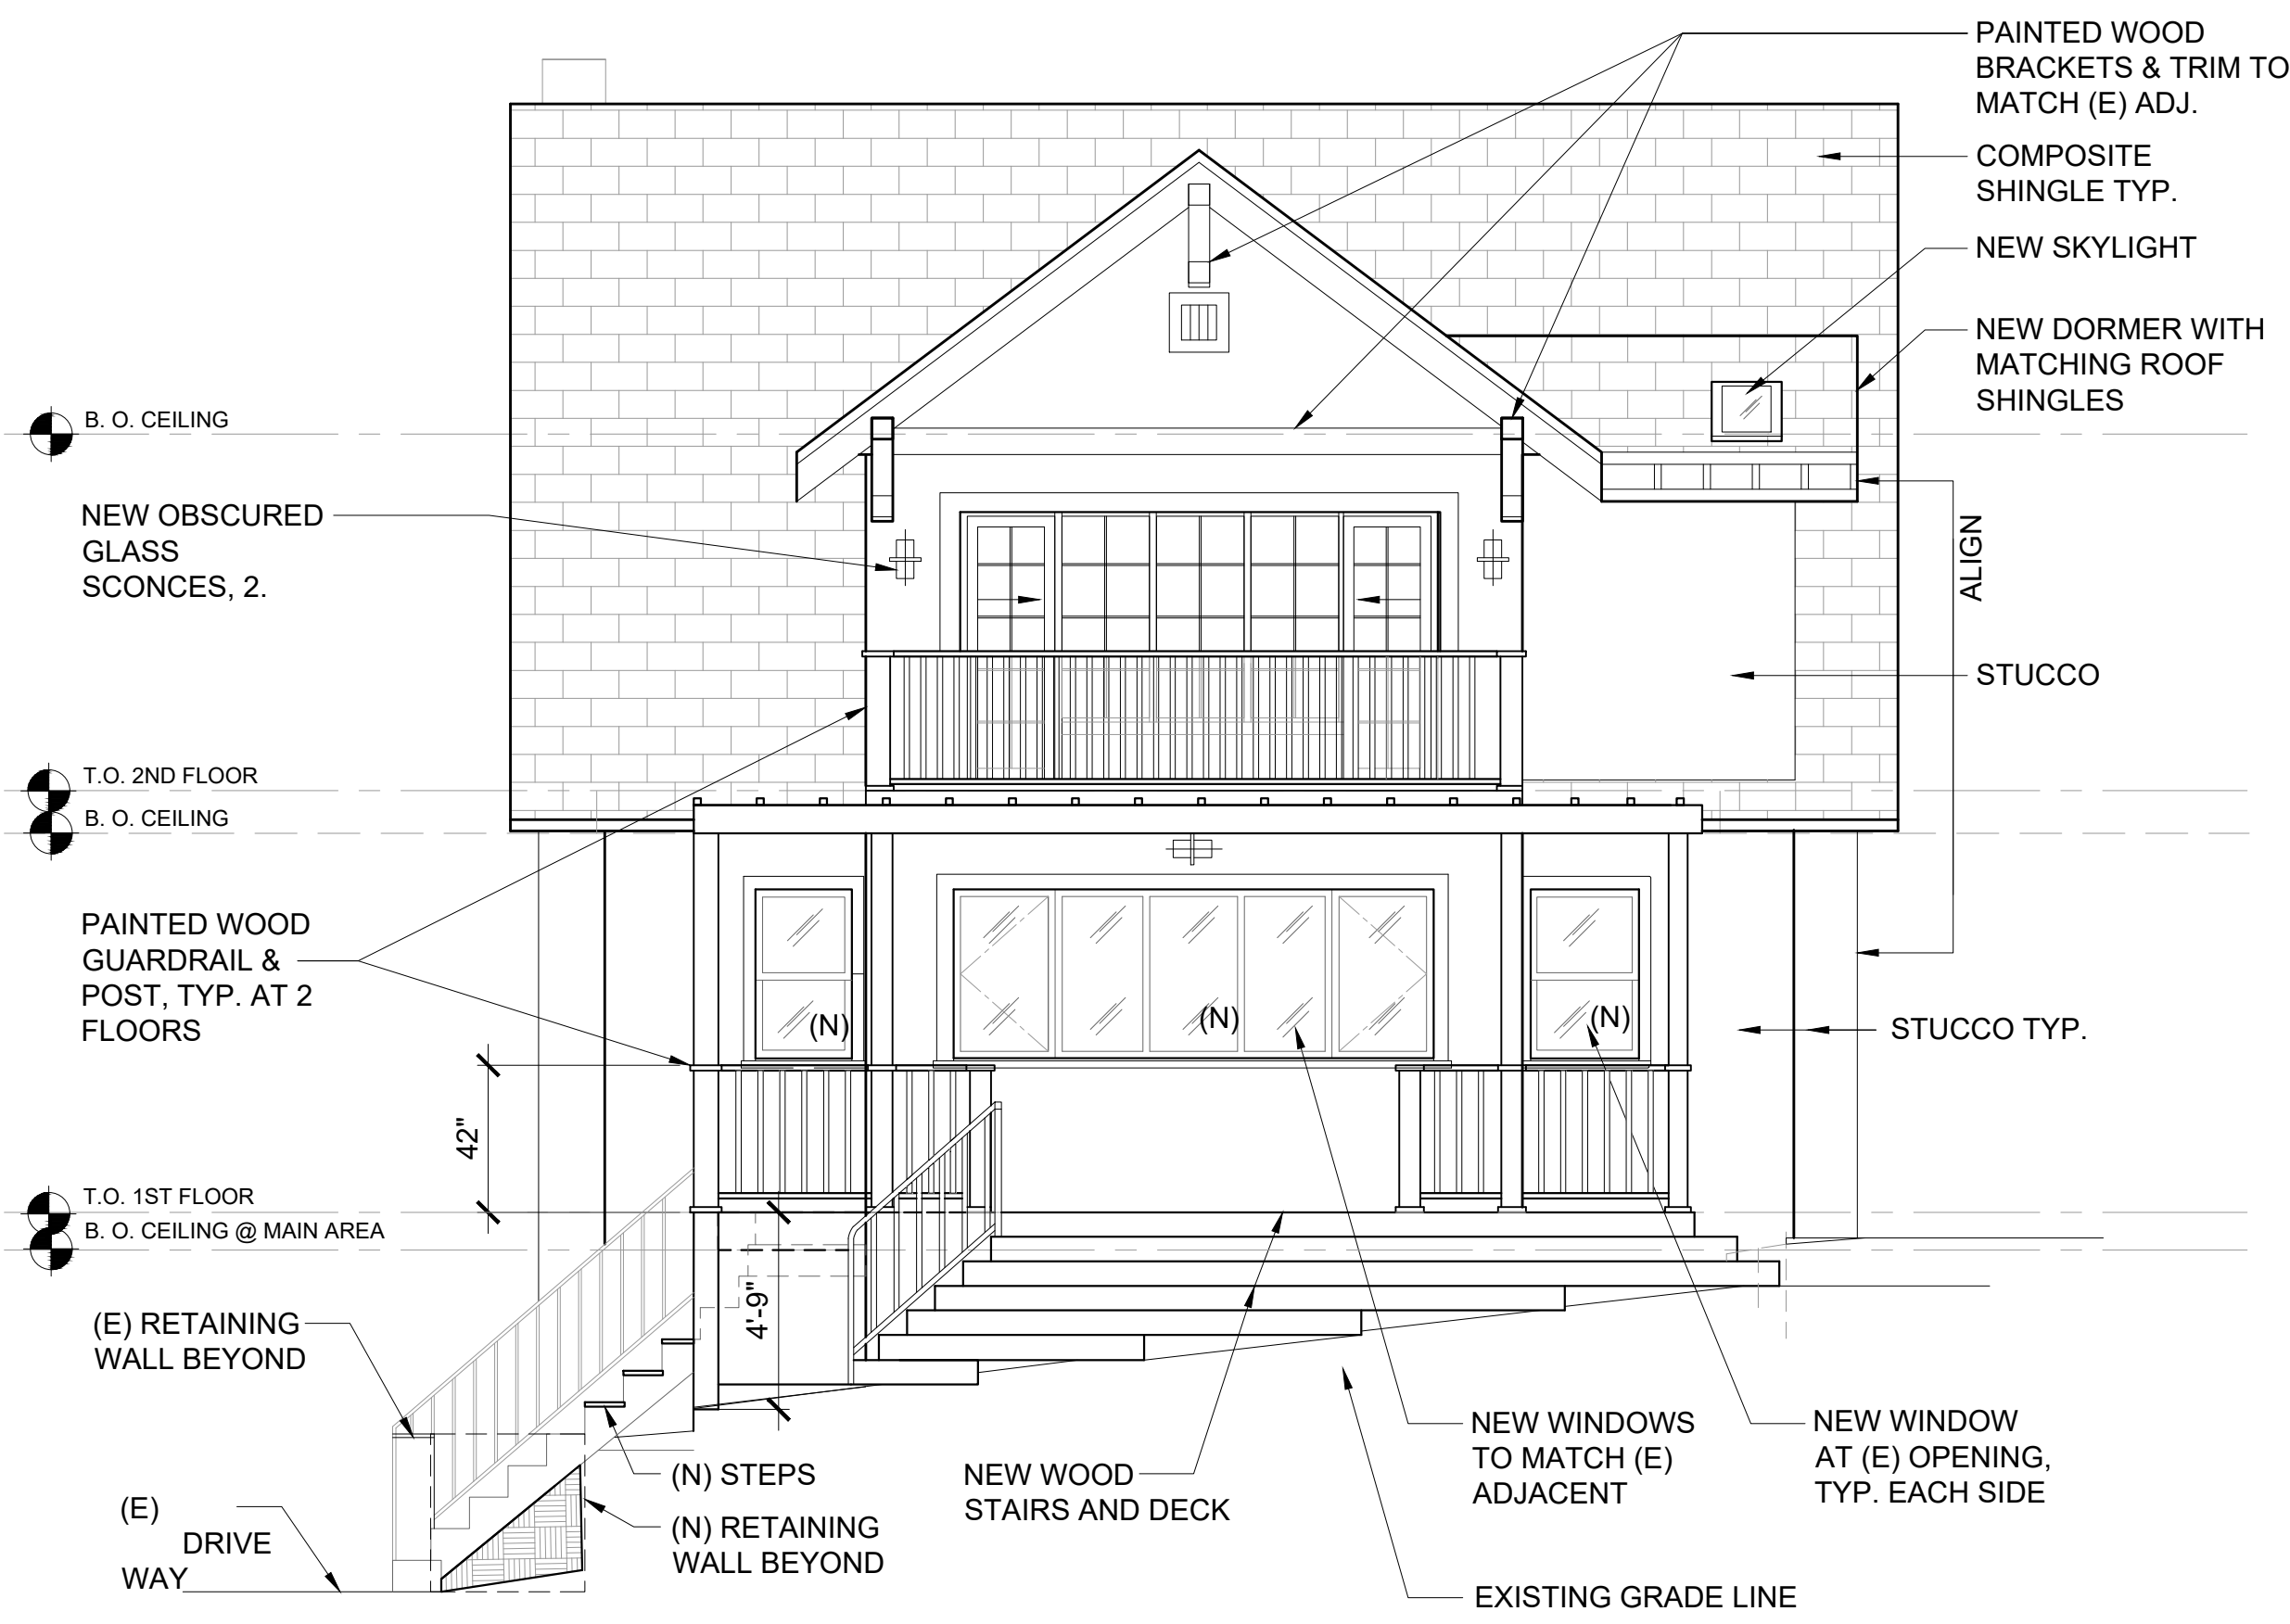 PAINTED WOOD
BRACKETS & TRIM TO
MATCH (E) ADJ.
COMPOSITE
SHINGLE TYP.
NEW SKYLIGHT
NEW DORMER WITH
MATCHING ROOF
SHINGLES
B. O. CEILING
NEW OBSCURED
GLASS
SCONCES, 2.
ALIGN
STUCCO
T.O. 2ND FLOOR
B. O. CEILING
PAINTED WOOD
GUARDRAIL &
POST, TYP. AT 2
FLOORS
(N)
(N)
(N)
STUCCO TYP.
42"
T.O. 1ST FLOOR
B. O. CEILING @ MAIN AREA
4'-9"
(E) RETAINING
WALL BEYOND
(E)
DRIVE
WAY
(N) STEPS
(N) RETAINING
WALL BEYOND
NEW WOOD
STAIRS AND DECK
NEW WINDOWS
TO MATCH (E)
ADJACENT
NEW WINDOW
AT (E) OPENING,
TYP. EACH SIDE
EXISTING GRADE LINE